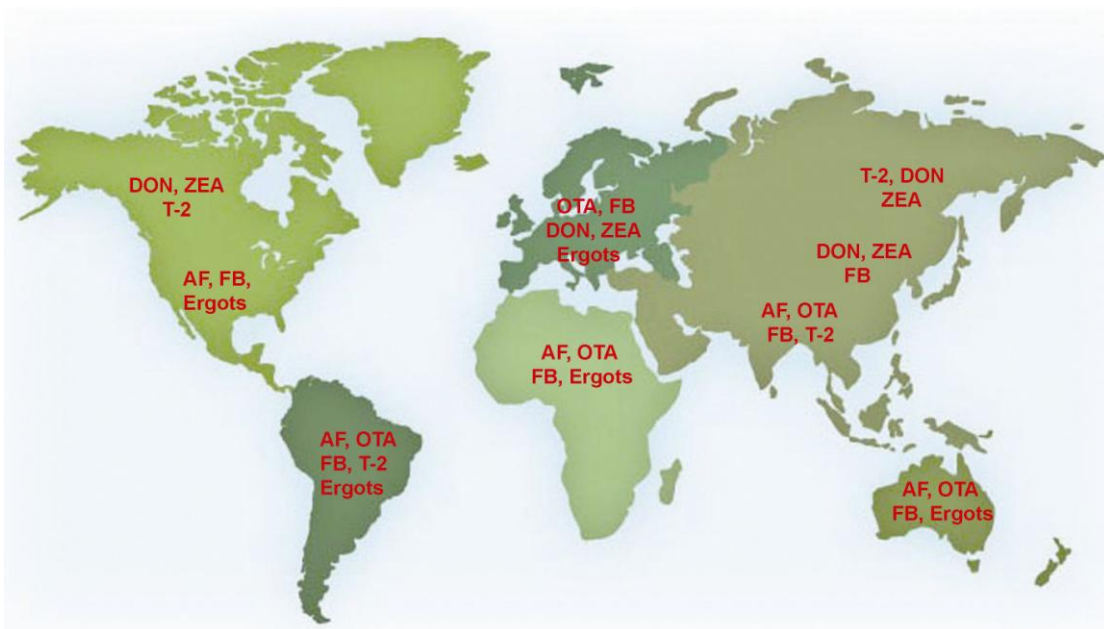 DON, ZEA
T-2
AF, FB,
Ergots
AF, OTA
FB, T-2
Ergots
OTA, FB
DON, ZEA
Ergots
AF, OTA
FB, Ergots
T-2, DON
ZEA
DON, ZEA
FB
AF, OTA
FB, T-2
AF, OTA
FB, Ergots